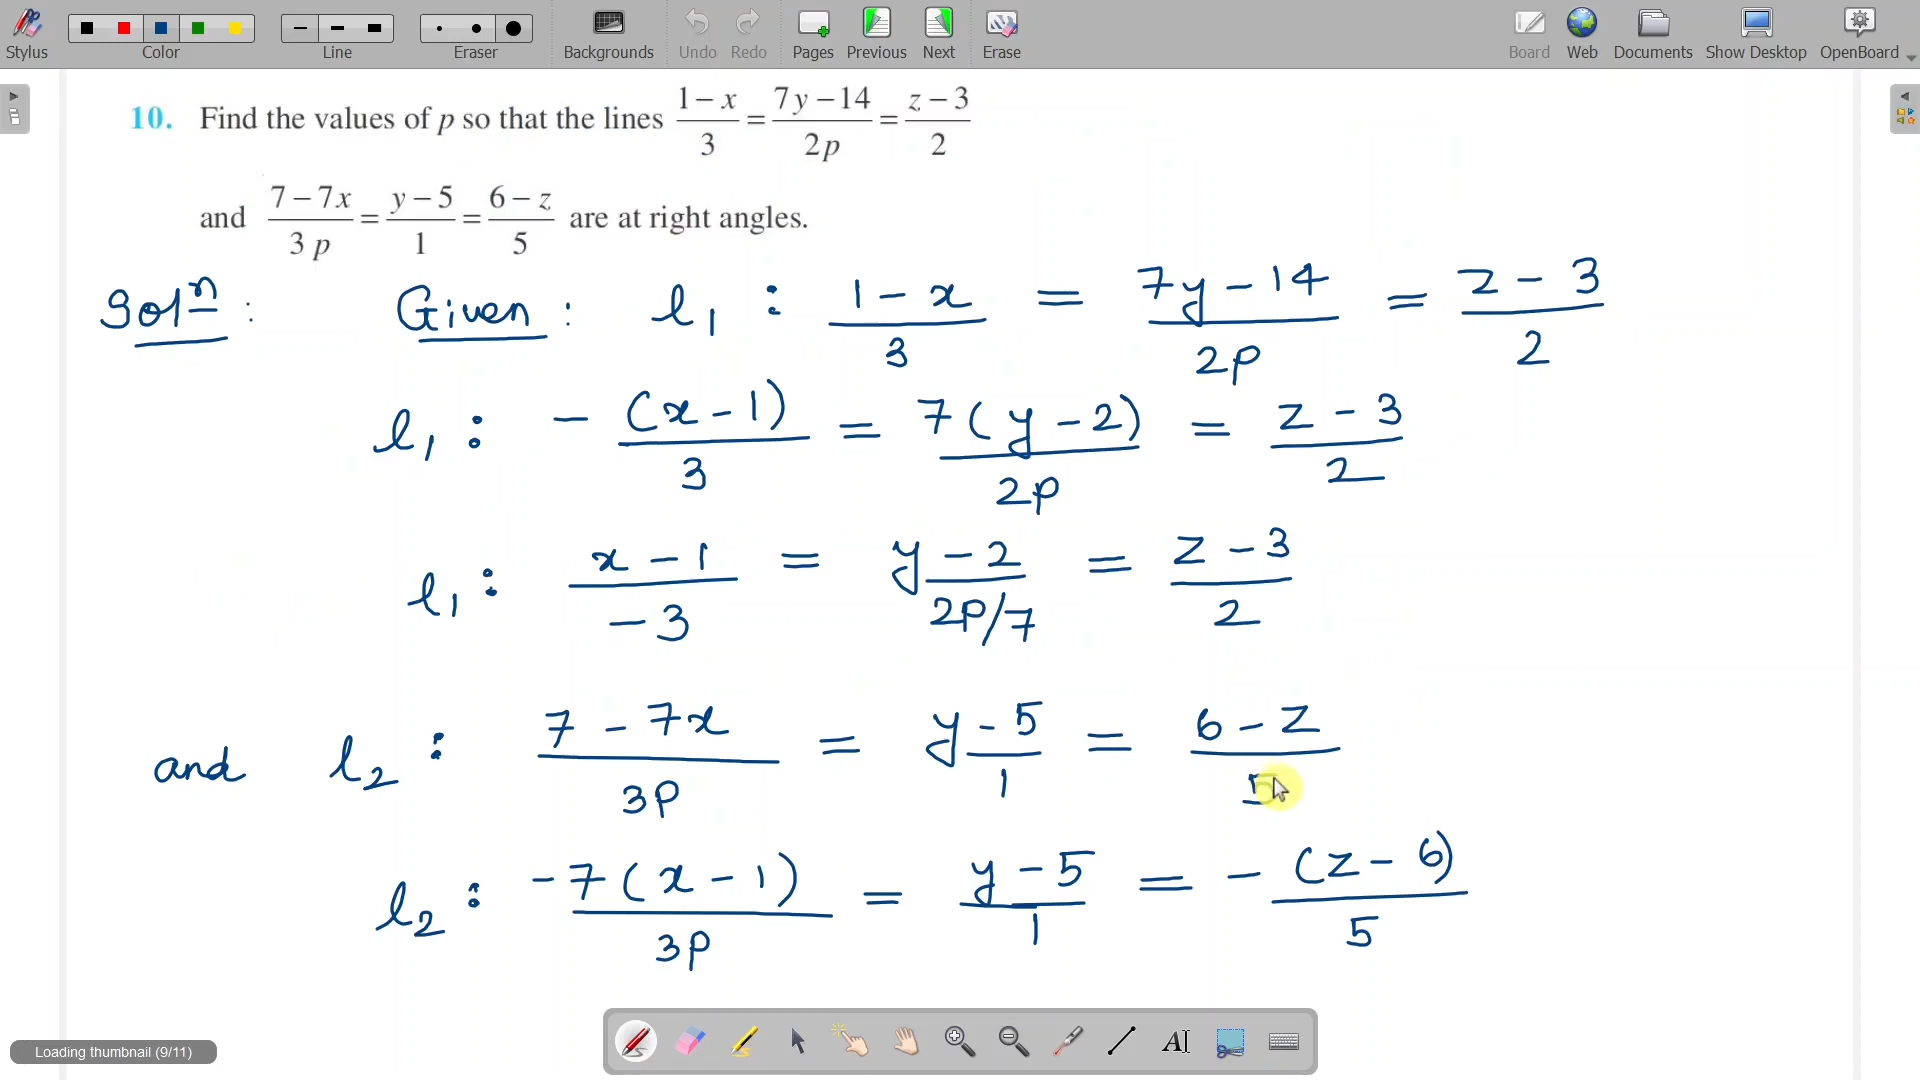 Stylus Color Line Eraser Backgrounds Undo Redo Pages Previous Next Erase Board Web Documents Show Desktop OpenBoard
10. Find the values of p so that the lines (1 − x)/3 = (7y − 14)/2p = (z − 3)/2
and (7 − 7x)/3p = (y − 5)/1 = (6 − z)/5 are at right angles.
Solⁿ : Given : l₁ : (1 − x)/3 = (7y − 14)/2p = (z − 3)/2
l₁ : −(x − 1)/3 = 7(y − 2)/2p = (z − 3)/2
l₁ : (x − 1)/−3 = (y − 2)/(2p/7) = (z − 3)/2
and l₂ : (7 − 7x)/3p = (y − 5)/1 = (6 − z)/5
l₂ : −7(x − 1)/3p = (y − 5)/1 = −(z − 6)/5
Loading thumbnail (9/11)
AI